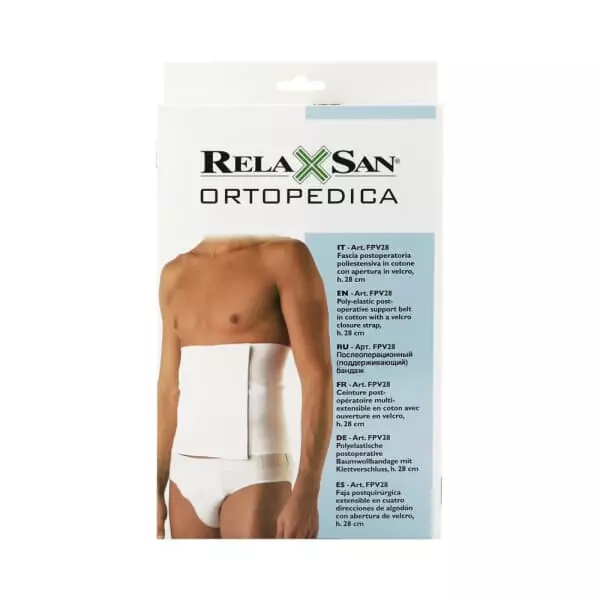 RELAXSAN®
ORTOPEDICA
IT - Art. FPV28
Fascia postoperatoria
poliestensiva in cotone
con apertura in velcro,
h. 28 cm
EN - Art. FPV28
Poly-elastic post-
operative support belt
in cotton with a velcro
closure strap,
h. 28 cm
RU - Арт. FPV28
Послеоперационный
(поддерживающий)
бандаж
FR - Art. FPV28
Ceinture post-
opératoire multi-
extensible en coton avec
ouverture en velcro,
h. 28 cm
DE - Art. FPV28
Polyelastische
postoperative
Baumwollbandage mit
Klettverschluss, h. 28 cm
ES - Art. FPV28
Faja postquirúrgica
extensible en cuatro
direcciones de algodón
con abertura de velcro,
h. 28 cm